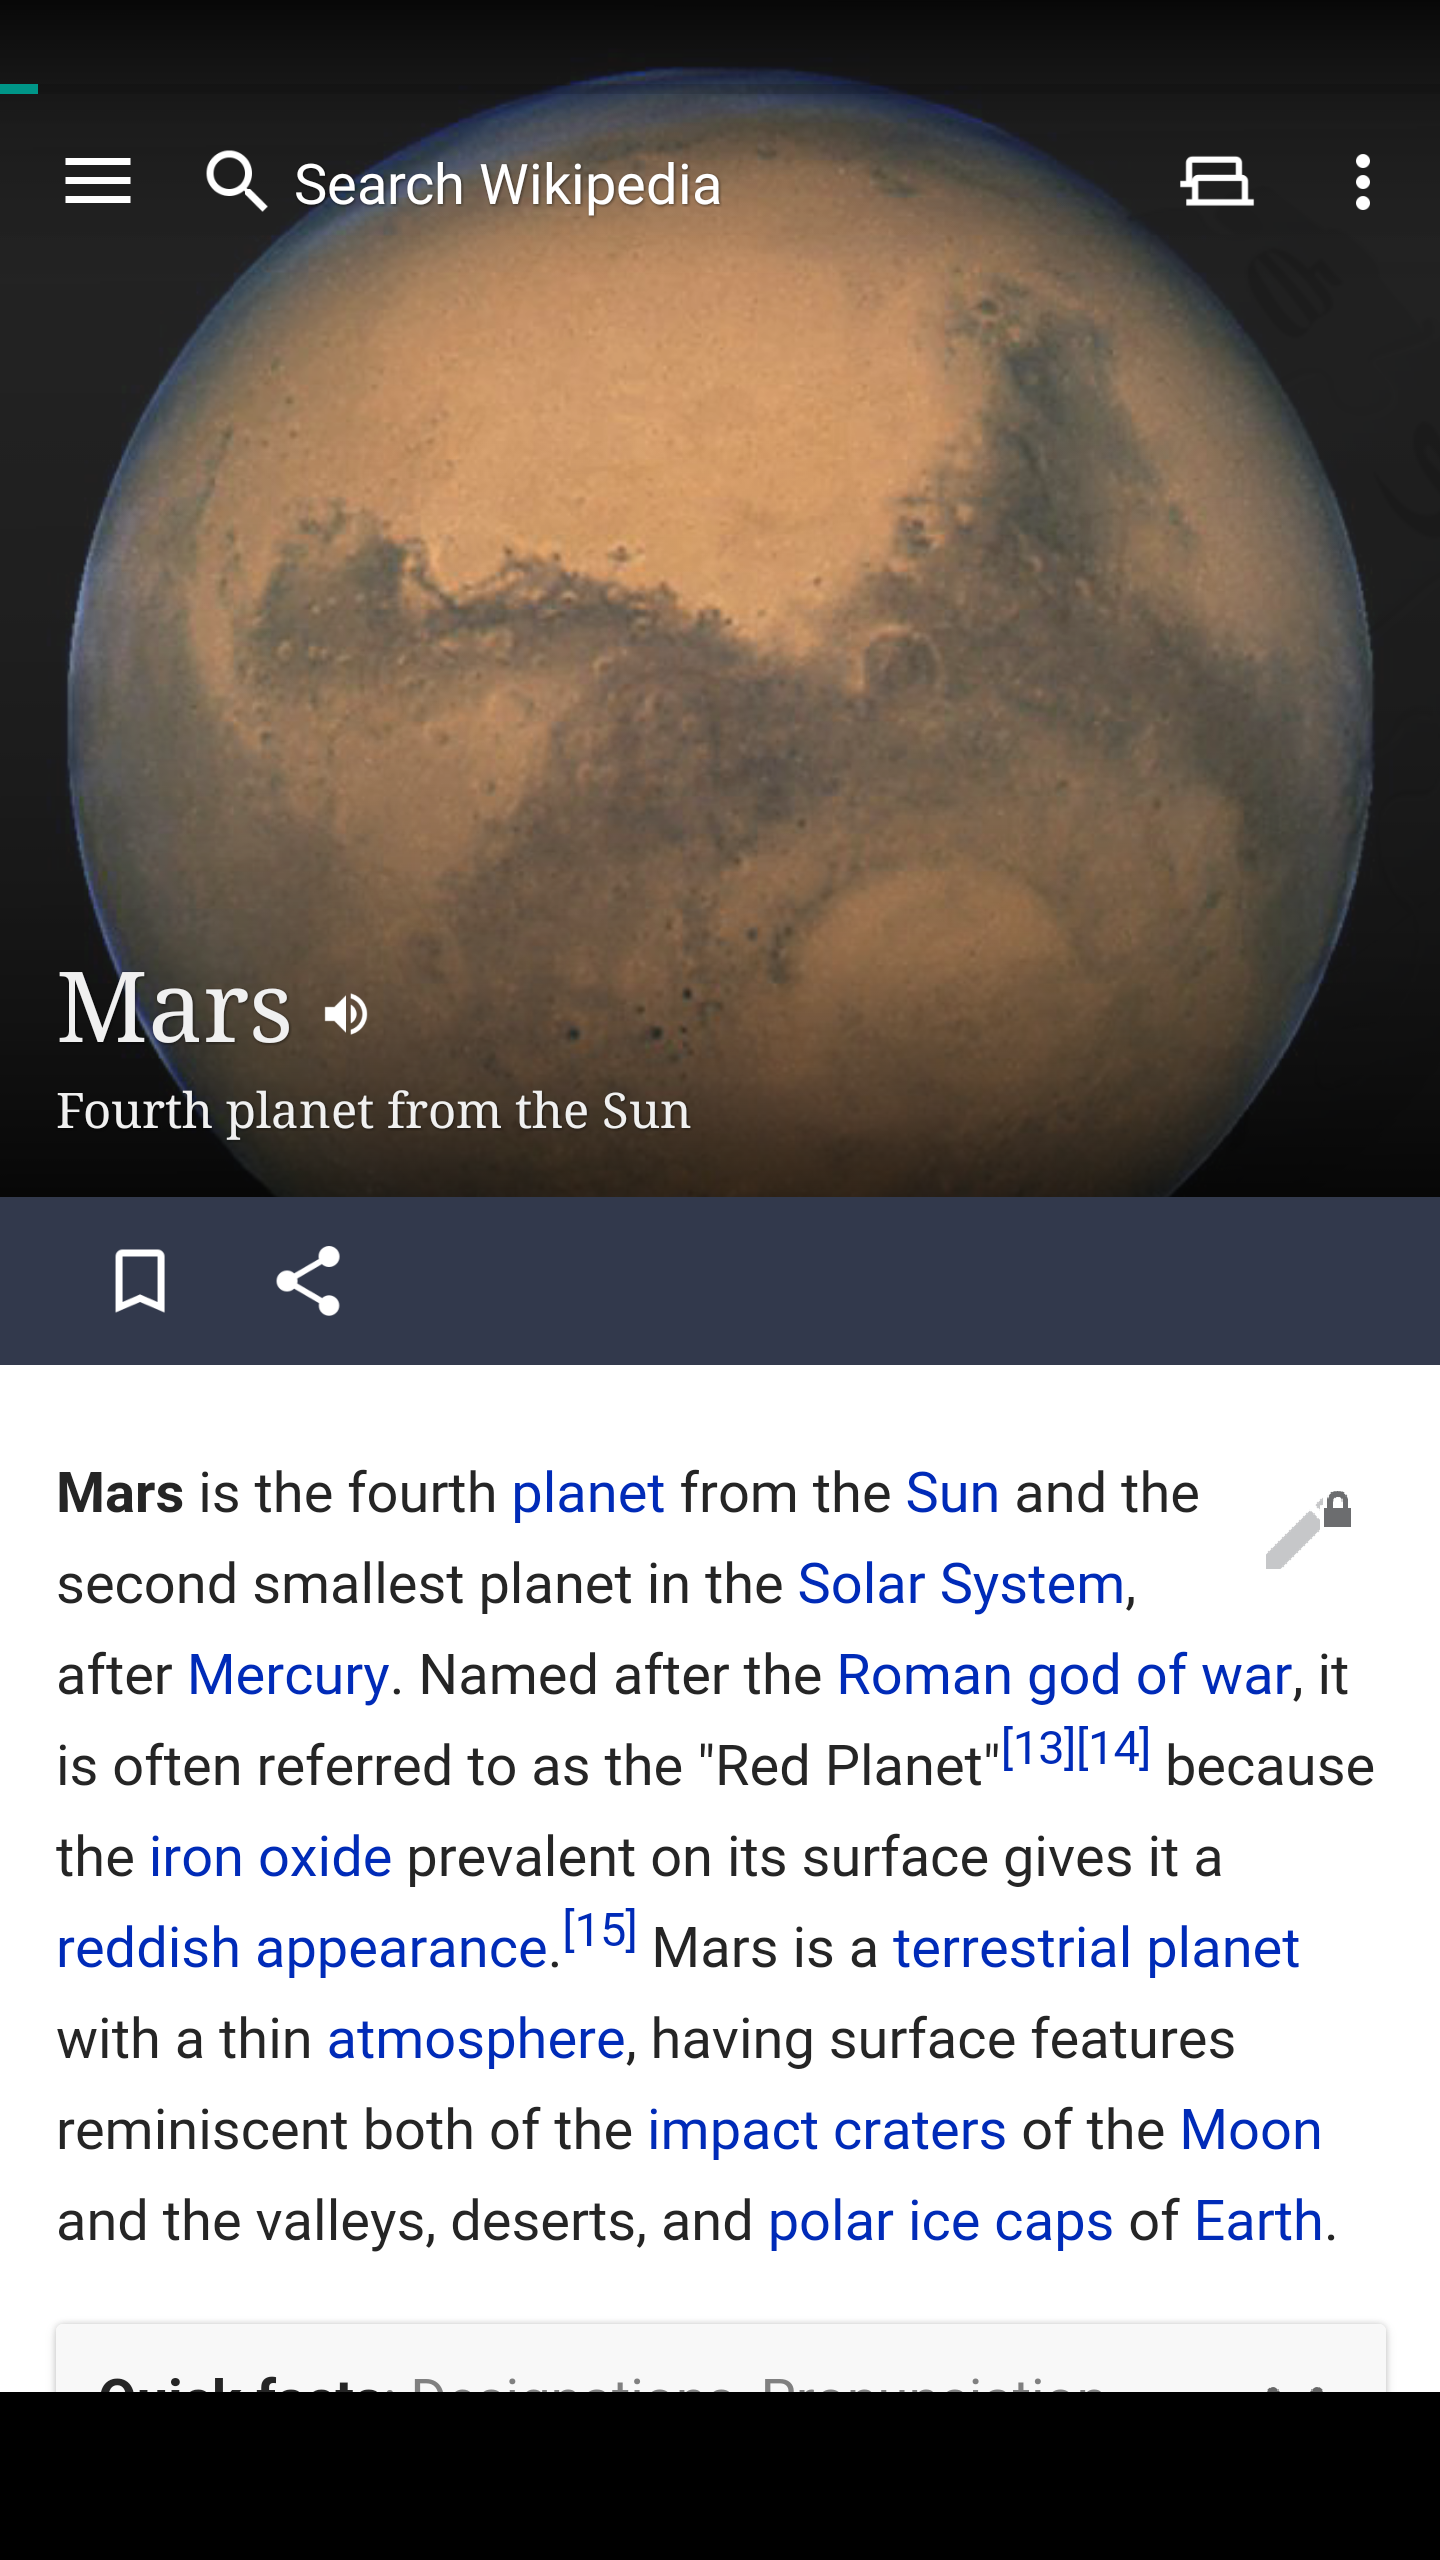 Search Wikipedia
Mars
Fourth planet from the Sun
Mars is the fourth planet from the Sun and the
second smallest planet in the Solar System,
after Mercury. Named after the Roman god of war, it
is often referred to as the "Red Planet"[13][14] because
the iron oxide prevalent on its surface gives it a
reddish appearance.[15] Mars is a terrestrial planet
with a thin atmosphere, having surface features
reminiscent both of the impact craters of the Moon
and the valleys, deserts, and polar ice caps of Earth.
Quick facts: Designations, Pronunciation